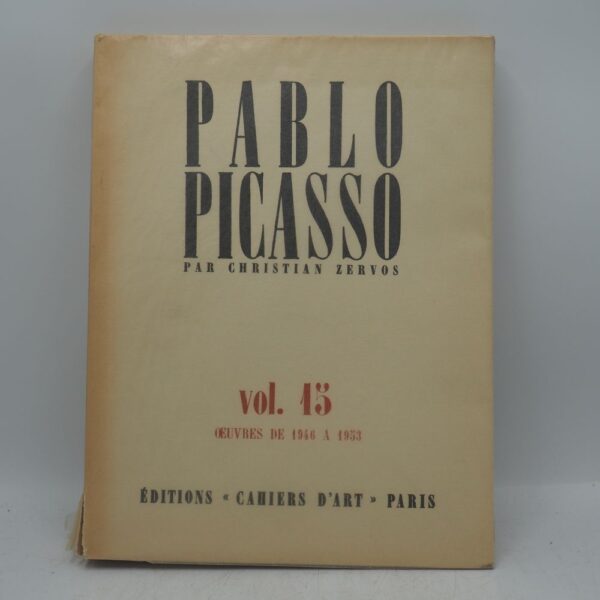 PABLO
PICASSO
PAR CHRISTIAN ZERVOS
vol. 15
ŒUVRES DE 1946 A 1953
ÉDITIONS « CAHIERS D'ART » PARIS